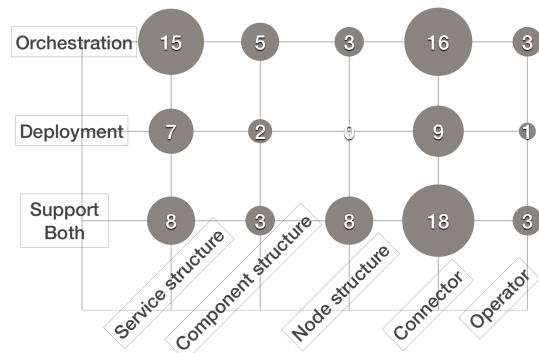 Orchestration 15 5 3 16 3
Deployment 7 2 0 9 1
Support
Both
8 3 8 18 3
Service structure
Component structure
Node structure
Connector
Operator